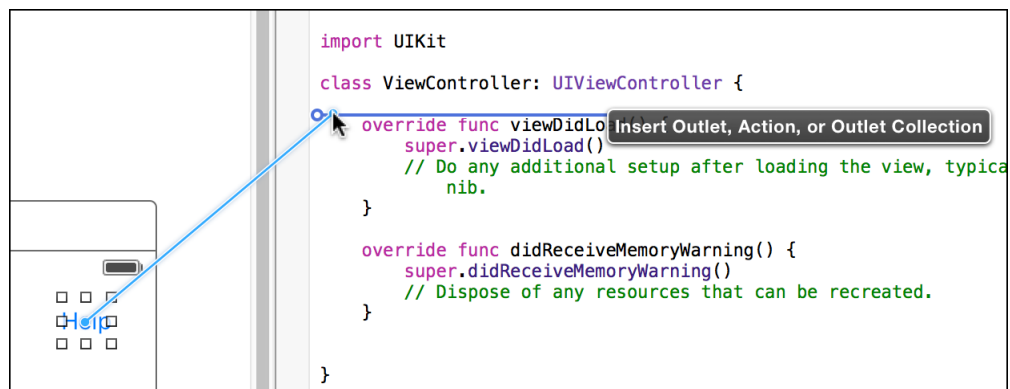 import UIKit
class ViewController: UIViewController {
override func viewDidLoad() {
Insert Outlet, Action, or Outlet Collection
super.viewDidLoad()
// Do any additional setup after loading the view, typica
nib.
}
override func didReceiveMemoryWarning() {
super.didReceiveMemoryWarning()
// Dispose of any resources that can be recreated.
}
}
Help